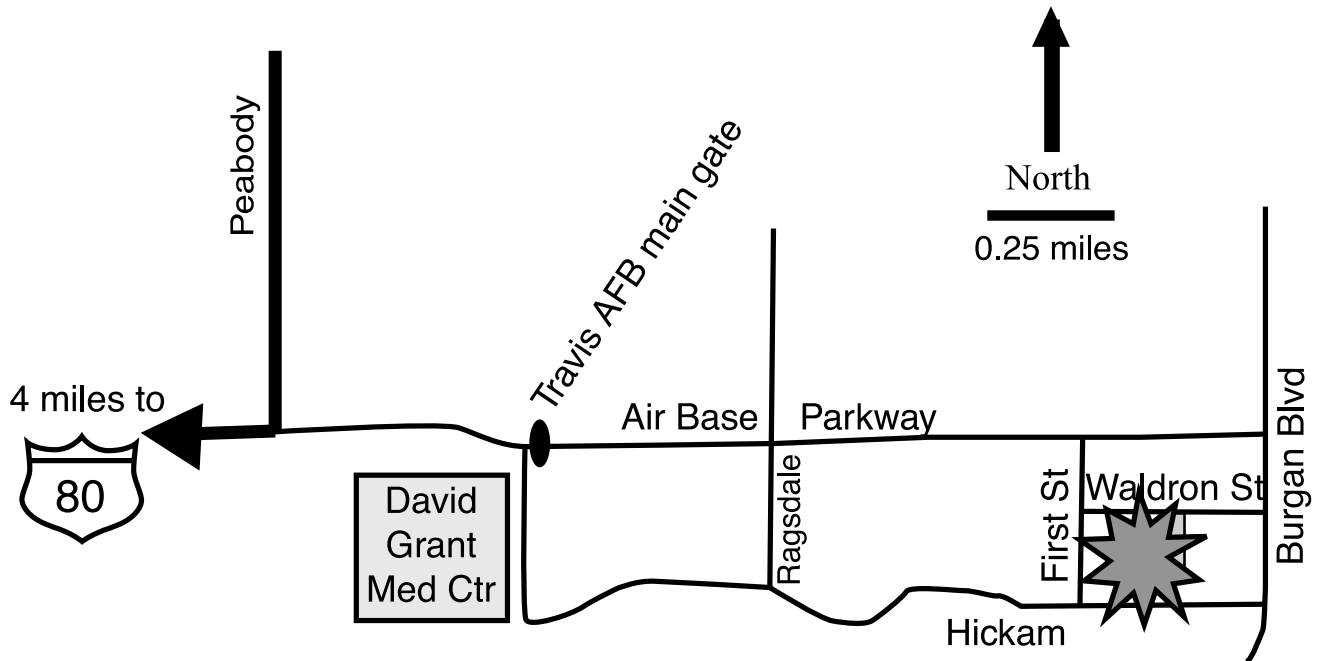 North
0.25 miles
Peabody
Travis AFB main gate
4 miles to
80
Air Base Parkway
Burgan Blvd
David
Grant
Med Ctr
Ragsdale
First St
Waldron St
Hickam